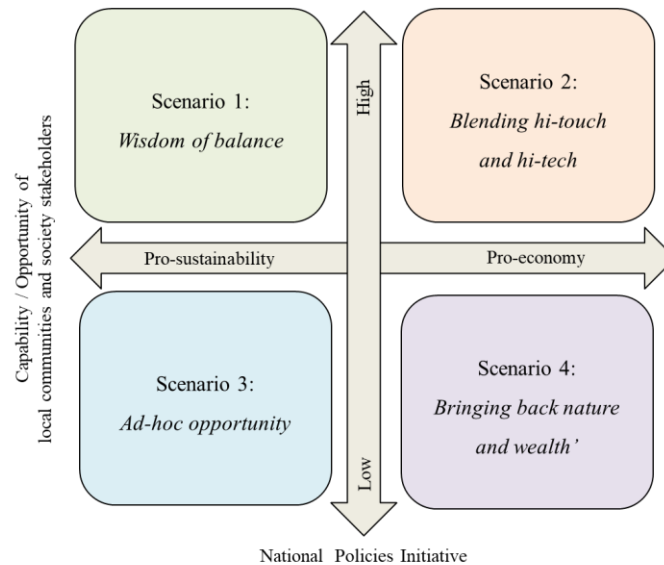 Scenario 1:
Wisdom of balance
High
Scenario 2:
Blending hi-touch
and hi-tech
Capability / Opportunity of
local communities and society stakeholders
Pro-sustainability
Pro-economy
Scenario 3:
Ad-hoc opportunity
Low
Scenario 4:
Bringing back nature
and wealth’
National Policies Initiative